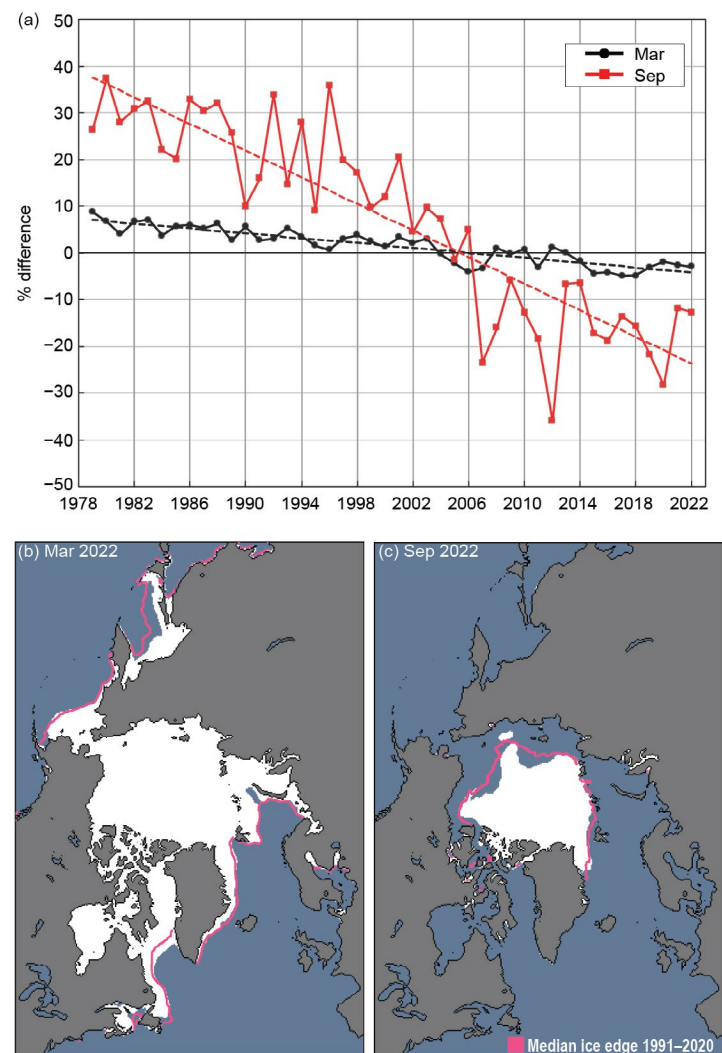 (a)
50
40
30
20
10
0
−10
−20
−30
−40
−50
% difference
Mar
Sep
1978 1982 1986 1990 1994 1998 2002 2006 2010 2014 2018 2022
(b) Mar 2022
(c) Sep 2022
Median ice edge 1991–2020